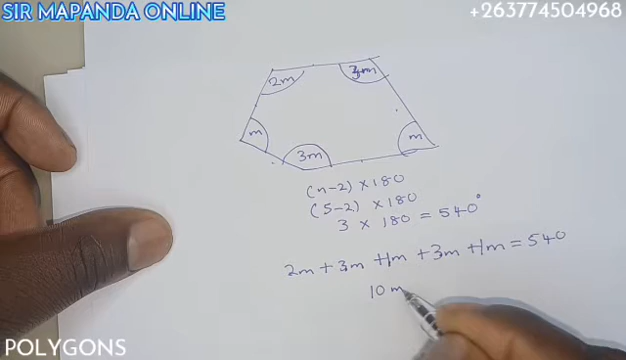 SIR MAPANDA ONLINE
+263774504968
2m
3m
m
m
3m
(n-2) × 180
(5-2) × 180
3 × 180 = 540°
2m + 3m + 1m + 3m + 1m = 540
10m
POLYGONS